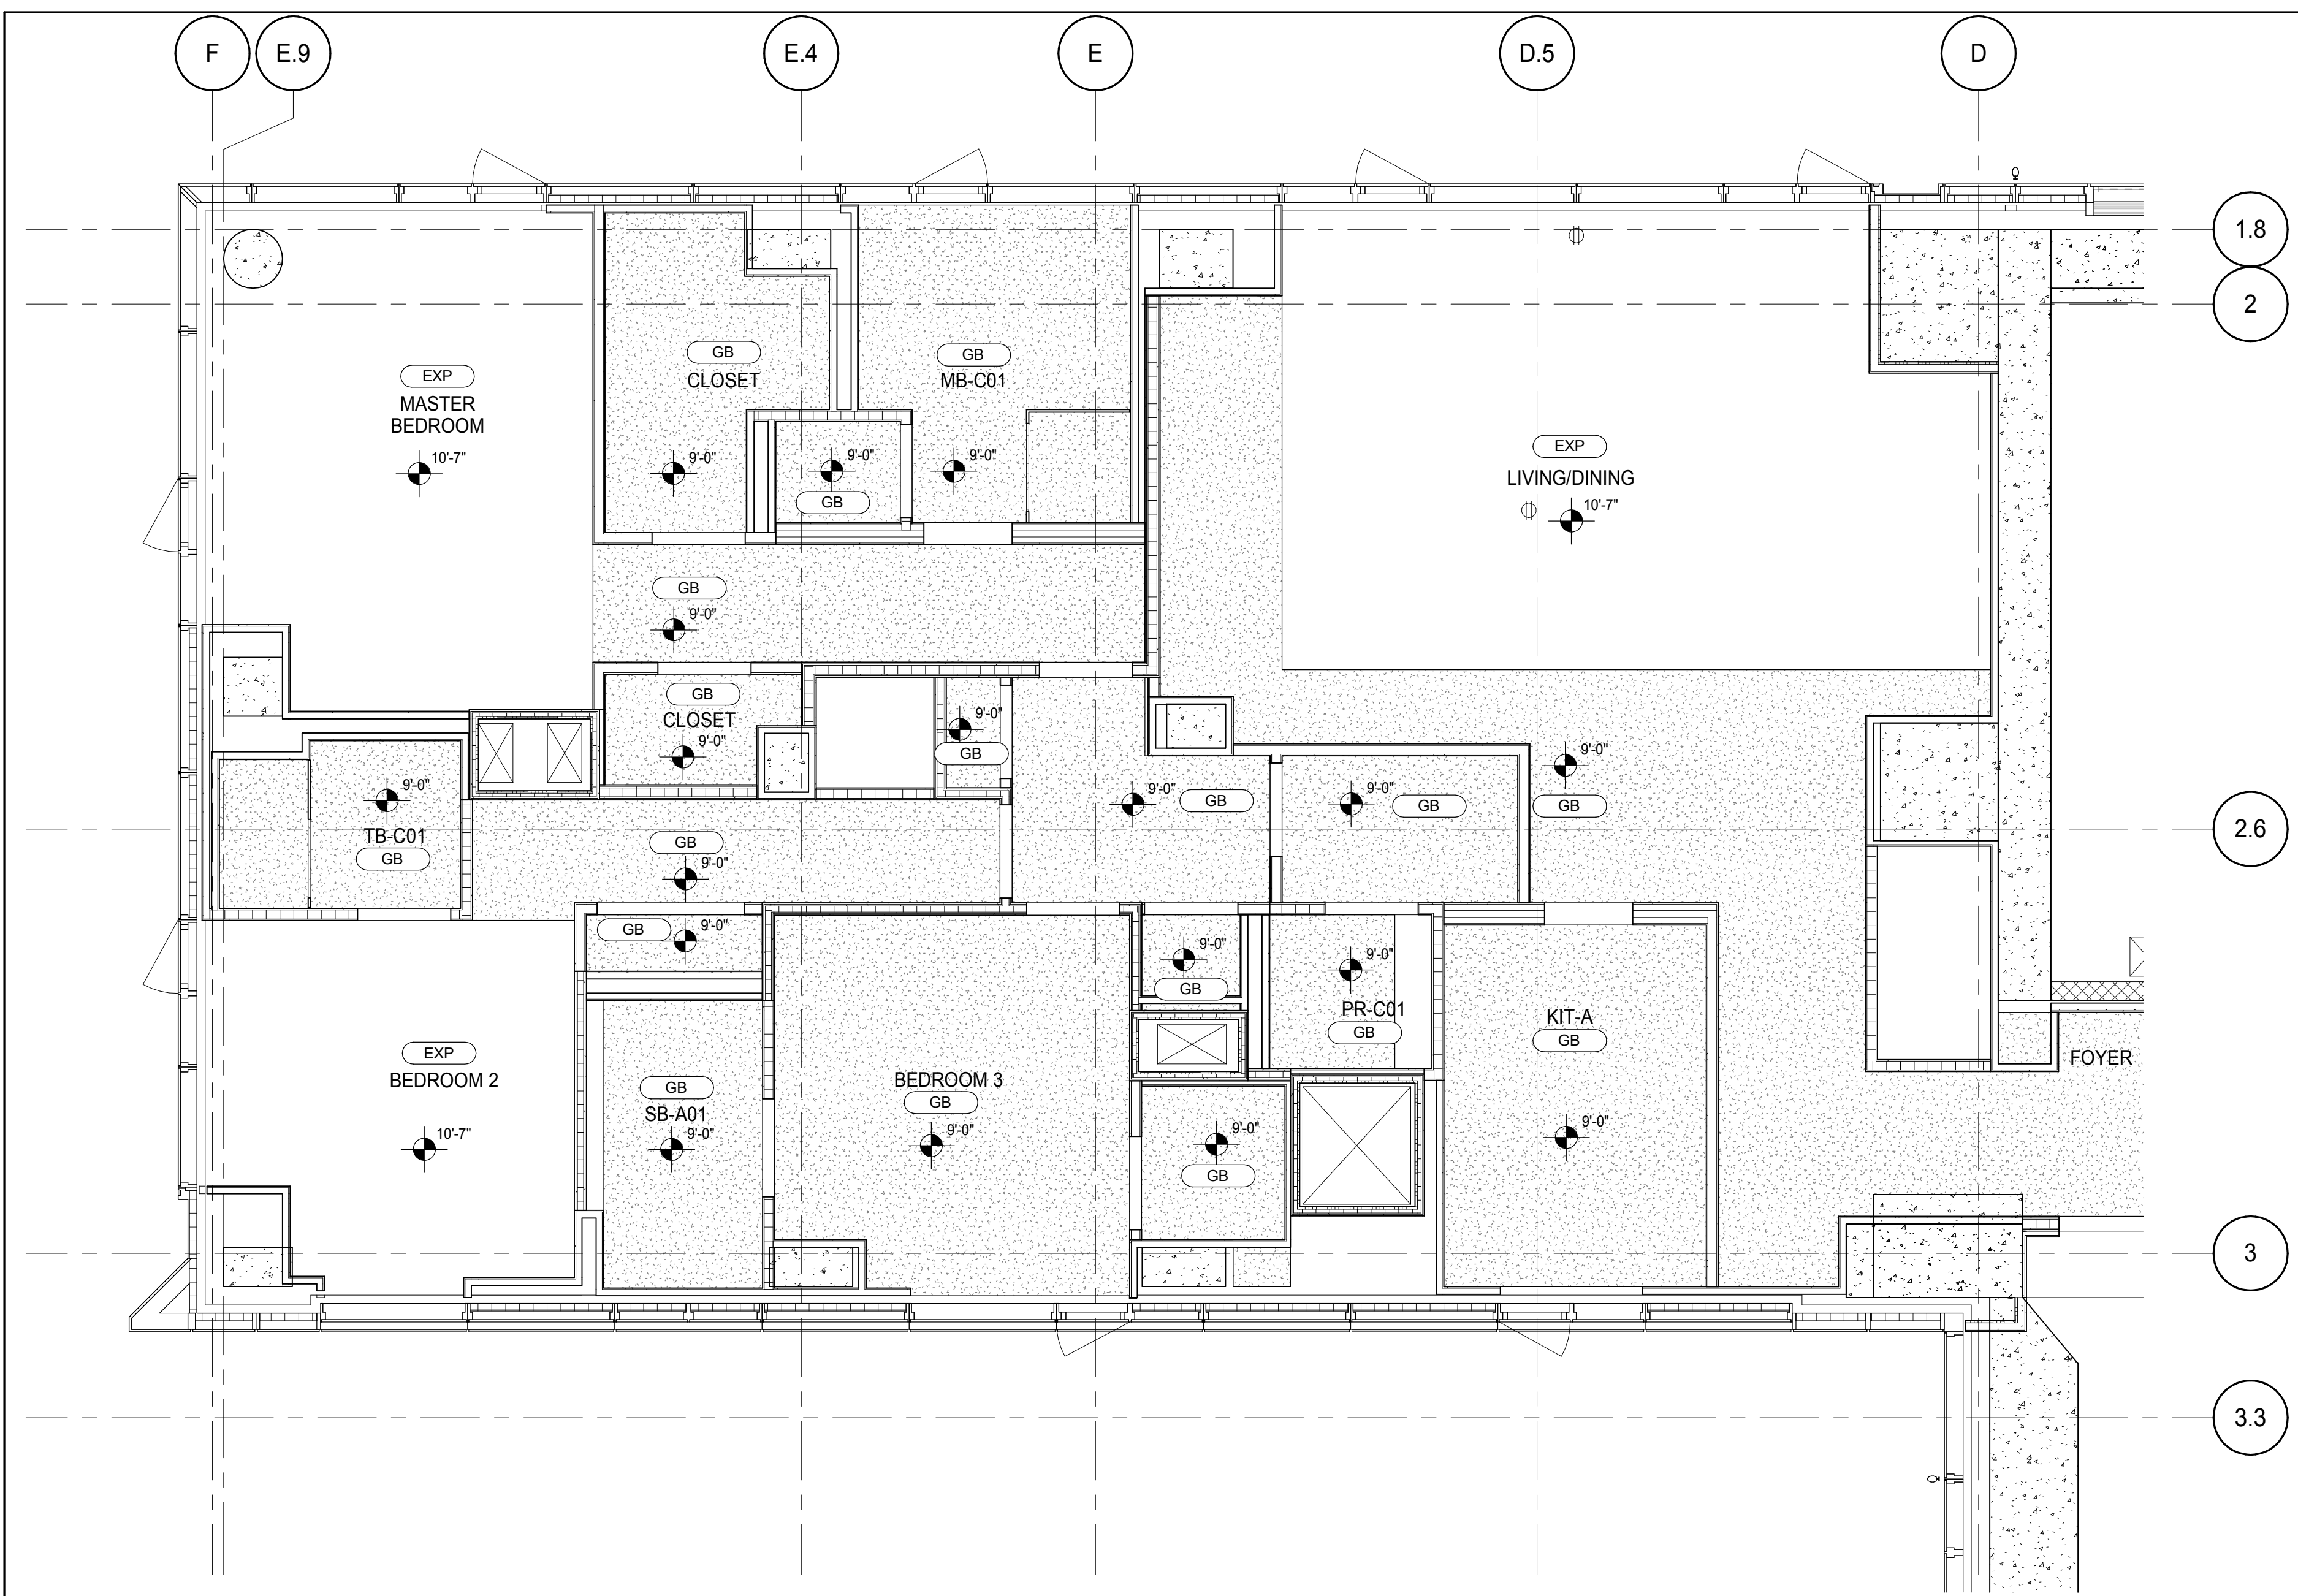 F
E.9
E.4
E
D.5
D
1.8
2
2.6
3
3.3
EXP
MASTER
BEDROOM
10'-7"
GB
CLOSET
9'-0"
9'-0"
GB
GB
MB-C01
9'-0"
EXP
LIVING/DINING
10'-7"
GB
9'-0"
GB
CLOSET
9'-0"
9'-0"
GB
9'-0"
TB-C01
GB
GB
9'-0"
9'-0"
GB
9'-0"
GB
9'-0"
GB
GB
9'-0"
9'-0"
GB
9'-0"
PR-C01
GB
KIT-A
GB
9'-0"
FOYER
EXP
BEDROOM 2
10'-7"
GB
SB-A01
9'-0"
BEDROOM 3
GB
9'-0"
9'-0"
GB